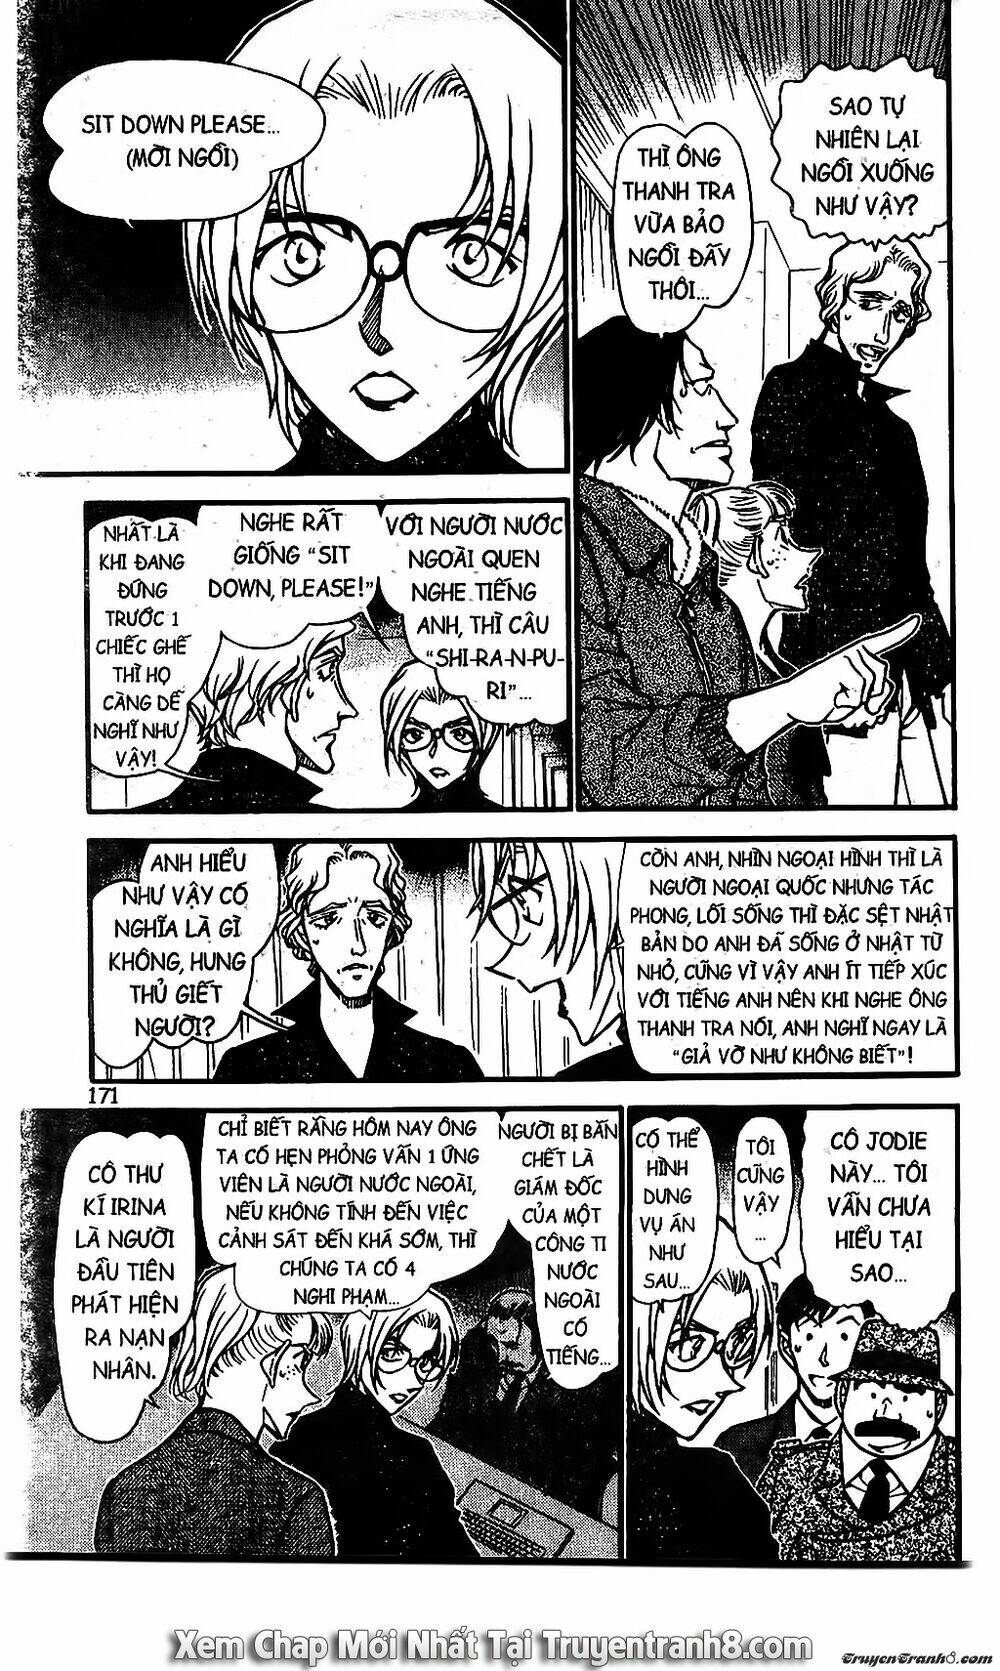 SAO TỰ
NHIÊN LẠI
NGỒI XUỐNG
NHƯ VẬY?
THÌ ÔNG
THANH TRA
VỪA BẢO
NGỒI ĐẤY
THÔI...
SIT DOWN PLEASE...
(MỜI NGỒI)
VỚI NGƯỜI NƯỚC
NGOÀI QUEN
NGHE TIẾNG
ANH, THÌ CÂU
"SHI-RA-N-PU-
RI"...
NGHE RẤT
GIỐNG "SIT
DOWN, PLEASE!"
NHẤT LÀ
KHI ĐANG
ĐỨNG
TRƯỚC 1
CHIẾC GHẾ
THÌ HỌ
CÀNG DỄ
NGHĨ NHƯ
VẬY!
CÒN ANH, NHÌN NGOẠI HÌNH THÌ LÀ
NGƯỜI NGOẠI QUỐC NHƯNG TÁC
PHONG, LỐI SỐNG THÌ ĐẶC SỆT NHẬT
BẢN DO ANH ĐÃ SỐNG Ở NHẬT TỪ
NHỎ, CŨNG VÌ VẬY ANH ÍT TIẾP XÚC
VỚI TIẾNG ANH NÊN KHI NGHE ÔNG
THANH TRA NÓI, ANH NGHĨ NGAY LÀ
"GIẢ VỜ NHƯ KHÔNG BIẾT"!
ANH HIỂU
NHƯ VẬY CÓ
NGHĨA LÀ GÌ
KHÔNG, HUNG
THỦ GIẾT
NGƯỜI?
171
CÔ JODIE
NÀY... TÔI
VẪN CHƯA
HIỂU TẠI
SAO...
TÔI
CŨNG
VẬY
...
CÓ THỂ
HÌNH
DUNG
VỤ ÁN
NHƯ
SAU...
NGƯỜI BỊ BẮN
CHẾT LÀ
GIÁM ĐỐC
CỦA MỘT
CÔNG TI
NƯỚC
NGOÀI
CÓ
TIẾNG...
CHỈ BIẾT RẰNG HÔM NAY ÔNG
TA CÓ HẸN PHỎNG VẤN 1 ỨNG
VIÊN LÀ NGƯỜI NƯỚC NGOÀI,
NẾU KHÔNG TÍNH ĐẾN VIỆC
CẢNH SÁT ĐẾN KHÁ SỚM, THÌ
CHÚNG TA CÓ 4
NGHI PHẠM...
CÔ THƯ
KÍ IRINA
LÀ NGƯỜI
ĐẦU TIÊN
PHÁT HIỆN
RA NẠN
NHÂN.
Xem Chap Mới Nhất Tại Truyentranh8.com
TruyenTranh8.com